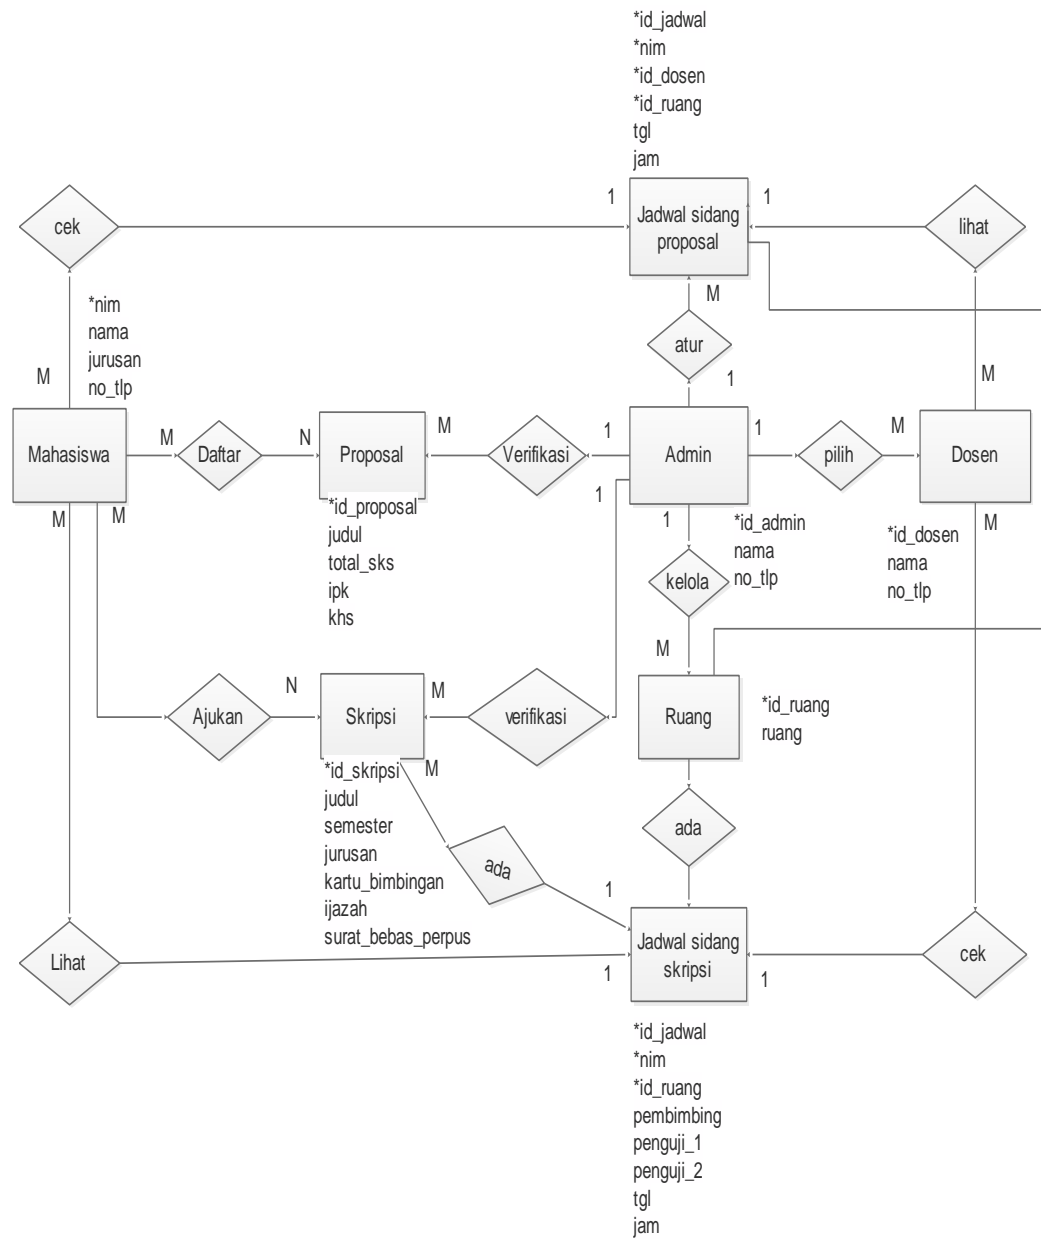 *id_jadwal
*nim
*id_dosen
*id_ruang
tgl
jam
1
1
cek
Jadwal sidang
proposal
lihat
M
*nim
nama
jurusan
no_tlp
atur
M
1
M
M
N
M
1
1
M
Mahasiswa
Daftar
Proposal
Verifikasi
Admin
pilih
Dosen
1
M
M
1
M
*id_proposal
judul
total_sks
ipk
khs
*id_admin
nama
no_tlp
*id_dosen
nama
no_tlp
kelola
M
N
M
Ajukan
Skripsi
verifikasi
Ruang
*id_ruang
ruang
M
*id_skripsi
judul
semester
jurusan
kartu_bimbingan
ijazah
surat_bebas_perpus
ada
ada
1
Lihat
Jadwal sidang
skripsi
cek
1
1
*id_jadwal
*nim
*id_ruang
pembimbing
penguji_1
penguji_2
tgl
jam